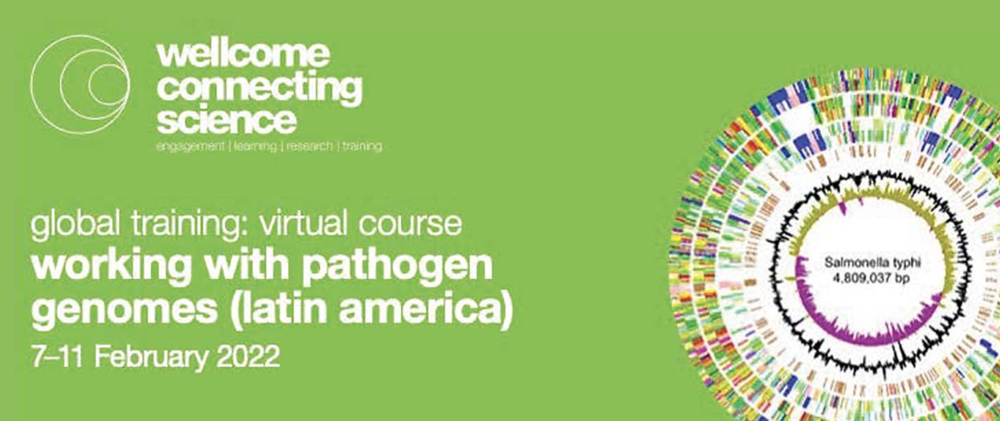 wellcome
connecting
science
engagement | learning | research | training
global training: virtual course
working with pathogen
genomes (latin america)
7–11 February 2022
Salmonella typhi
4,809,037 bp